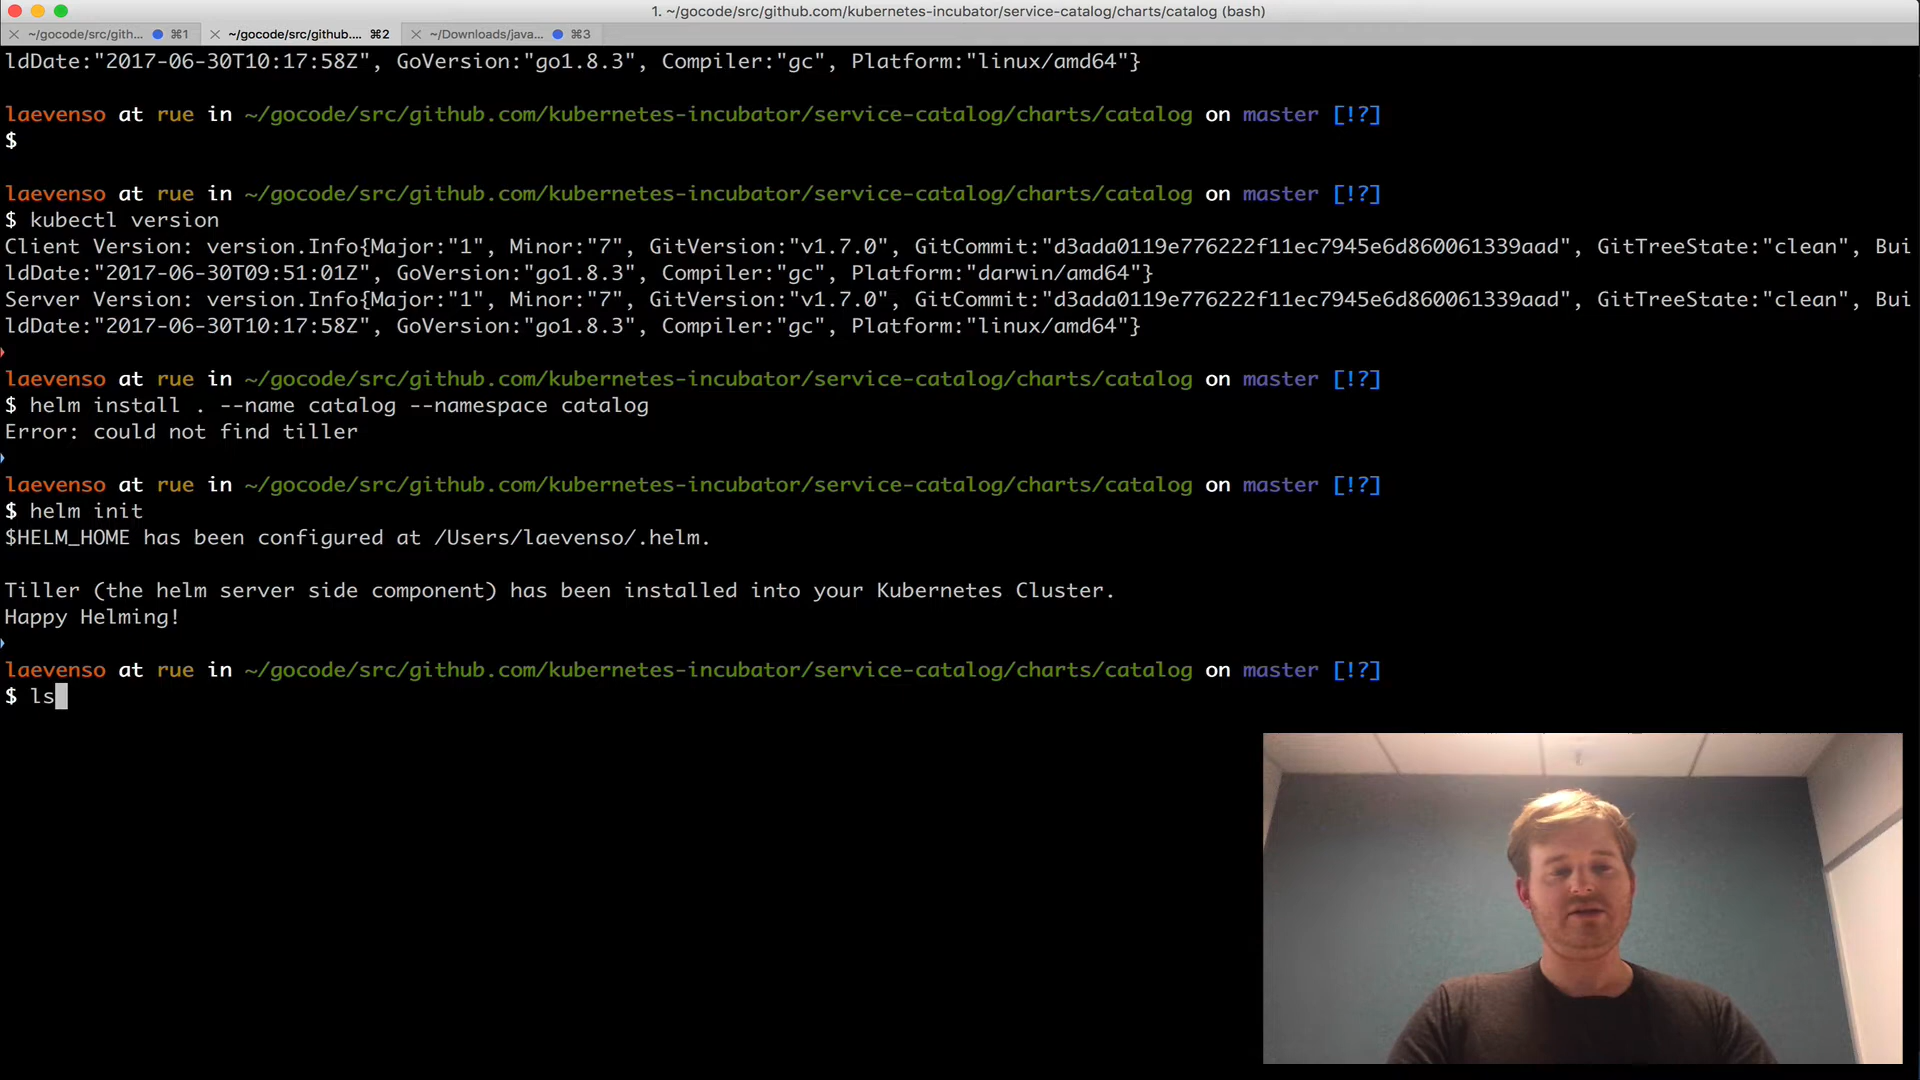 1. ~/gocode/src/github.com/kubernetes-incubator/service-catalog/charts/catalog (bash)
~/gocode/src/gith... ⌘1 ~/gocode/src/github.... ⌘2 ~/Downloads/java... ⌘3
ldDate:"2017-06-30T10:17:58Z", GoVersion:"go1.8.3", Compiler:"gc", Platform:"linux/amd64"}
laevenso at rue in ~/gocode/src/github.com/kubernetes-incubator/service-catalog/charts/catalog on master [!?]
$
laevenso at rue in ~/gocode/src/github.com/kubernetes-incubator/service-catalog/charts/catalog on master [!?]
$ kubectl version
Client Version: version.Info{Major:"1", Minor:"7", GitVersion:"v1.7.0", GitCommit:"d3ada0119e776222f11ec7945e6d860061339aad", GitTreeState:"clean", Bui
ldDate:"2017-06-30T09:51:01Z", GoVersion:"go1.8.3", Compiler:"gc", Platform:"darwin/amd64"}
Server Version: version.Info{Major:"1", Minor:"7", GitVersion:"v1.7.0", GitCommit:"d3ada0119e776222f11ec7945e6d860061339aad", GitTreeState:"clean", Bui
ldDate:"2017-06-30T10:17:58Z", GoVersion:"go1.8.3", Compiler:"gc", Platform:"linux/amd64"}
laevenso at rue in ~/gocode/src/github.com/kubernetes-incubator/service-catalog/charts/catalog on master [!?]
$ helm install . --name catalog --namespace catalog
Error: could not find tiller
laevenso at rue in ~/gocode/src/github.com/kubernetes-incubator/service-catalog/charts/catalog on master [!?]
$ helm init
$HELM_HOME has been configured at /Users/laevenso/.helm.
Tiller (the helm server side component) has been installed into your Kubernetes Cluster.
Happy Helming!
laevenso at rue in ~/gocode/src/github.com/kubernetes-incubator/service-catalog/charts/catalog on master [!?]
$ ls